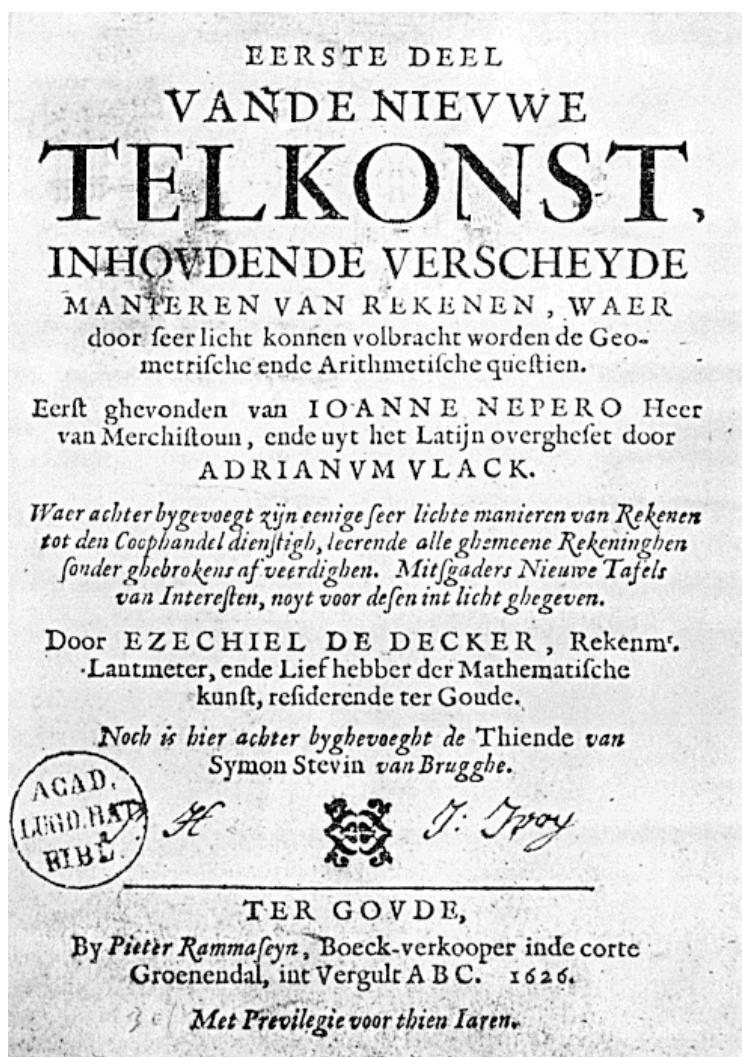 EERSTE DEEL
VANDE NIEVWE
TELKONST,
INHOVDENDE VERSCHEYDE
MANIEREN VAN REKENEN, WAER
door ſeer licht konnen volbracht worden de Geo-
metriſche ende Arithmetiſche queſtien.
Eerſt ghevonden van IOANNE NEPERO Heer
van Merchiſtoun, ende uyt het Latijn overgheſet door
ADRIANVM VLACK.
Waer achter bygevoegt zijn eenige ſeer lichte manieren van Rekenen
tot den Coophandel dienſtigh, leerende alle ghemeene Rekeninghen
ſonder ghebrokens afveerdighen. Mitſgaders Nieuwe Tafels
van Intereſten, noyt voor deſen int licht ghegeven.
Door EZECHIEL DE DECKER, Rekenmr.
Lantmeter, ende Liefhebber der Mathematiſche
kunſt, reſiderende ter Goude.
Noch is hier achter byghevoeght de Thiende van
Symon Stevin van Brugghe.
ACAD.
LUGD. BAT
BIBL
H J. Troy
TER GOVDE,
By Pieter Rammaſeyn, Boeck-verkooper inde corte
Groenendal, int Vergult A B C. 1626.
Met Previlegie voor thien Iaren.